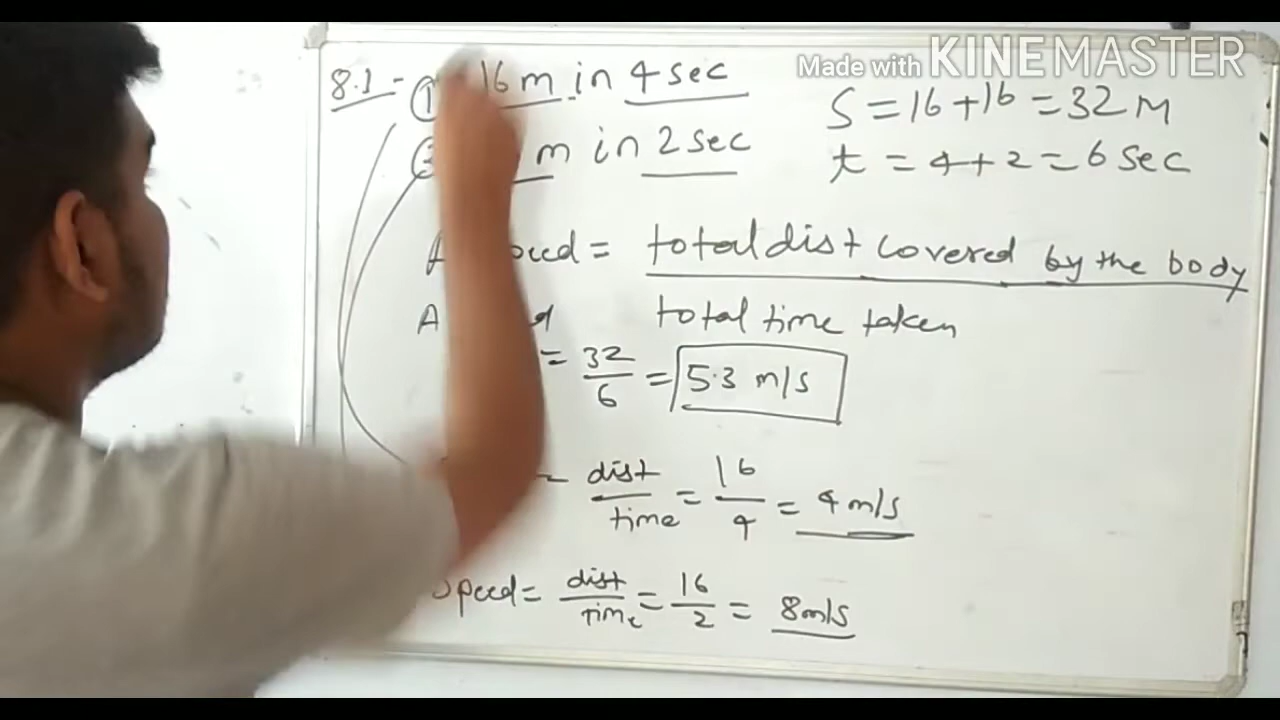 Made with KINEMASTER
8.1 - ① 16 m in 4 sec
m in 2 sec
S = 16 + 16 = 32 M
t = 4 + 2 = 6 sec
= total dist covered by the body
total time taken
= 32/6 = 5.3 m/s
dist/time = 16/4 = 4 m/s
Speed = dist/time = 16/2 = 8 m/s